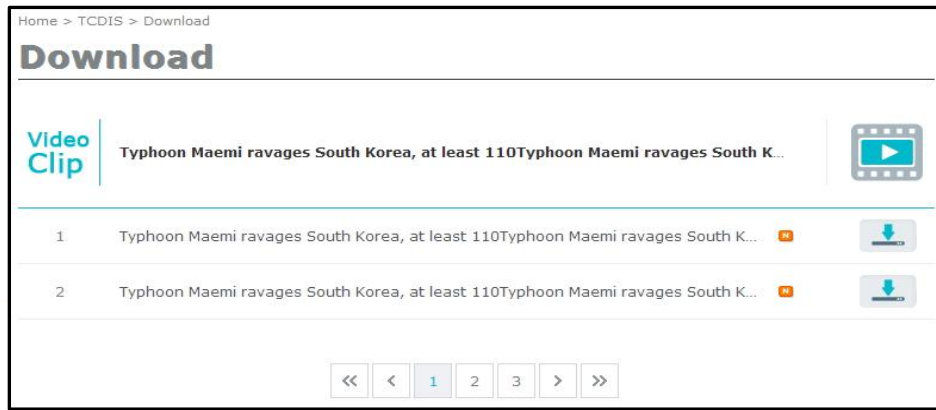 Home > TCDIS > Download
Download
Video
Clip
Typhoon Maemi ravages South Korea, at least 110Typhoon Maemi ravages South K...
1 Typhoon Maemi ravages South Korea, at least 110Typhoon Maemi ravages South K... N
2 Typhoon Maemi ravages South Korea, at least 110Typhoon Maemi ravages South K... N
<< < 1 2 3 > >>